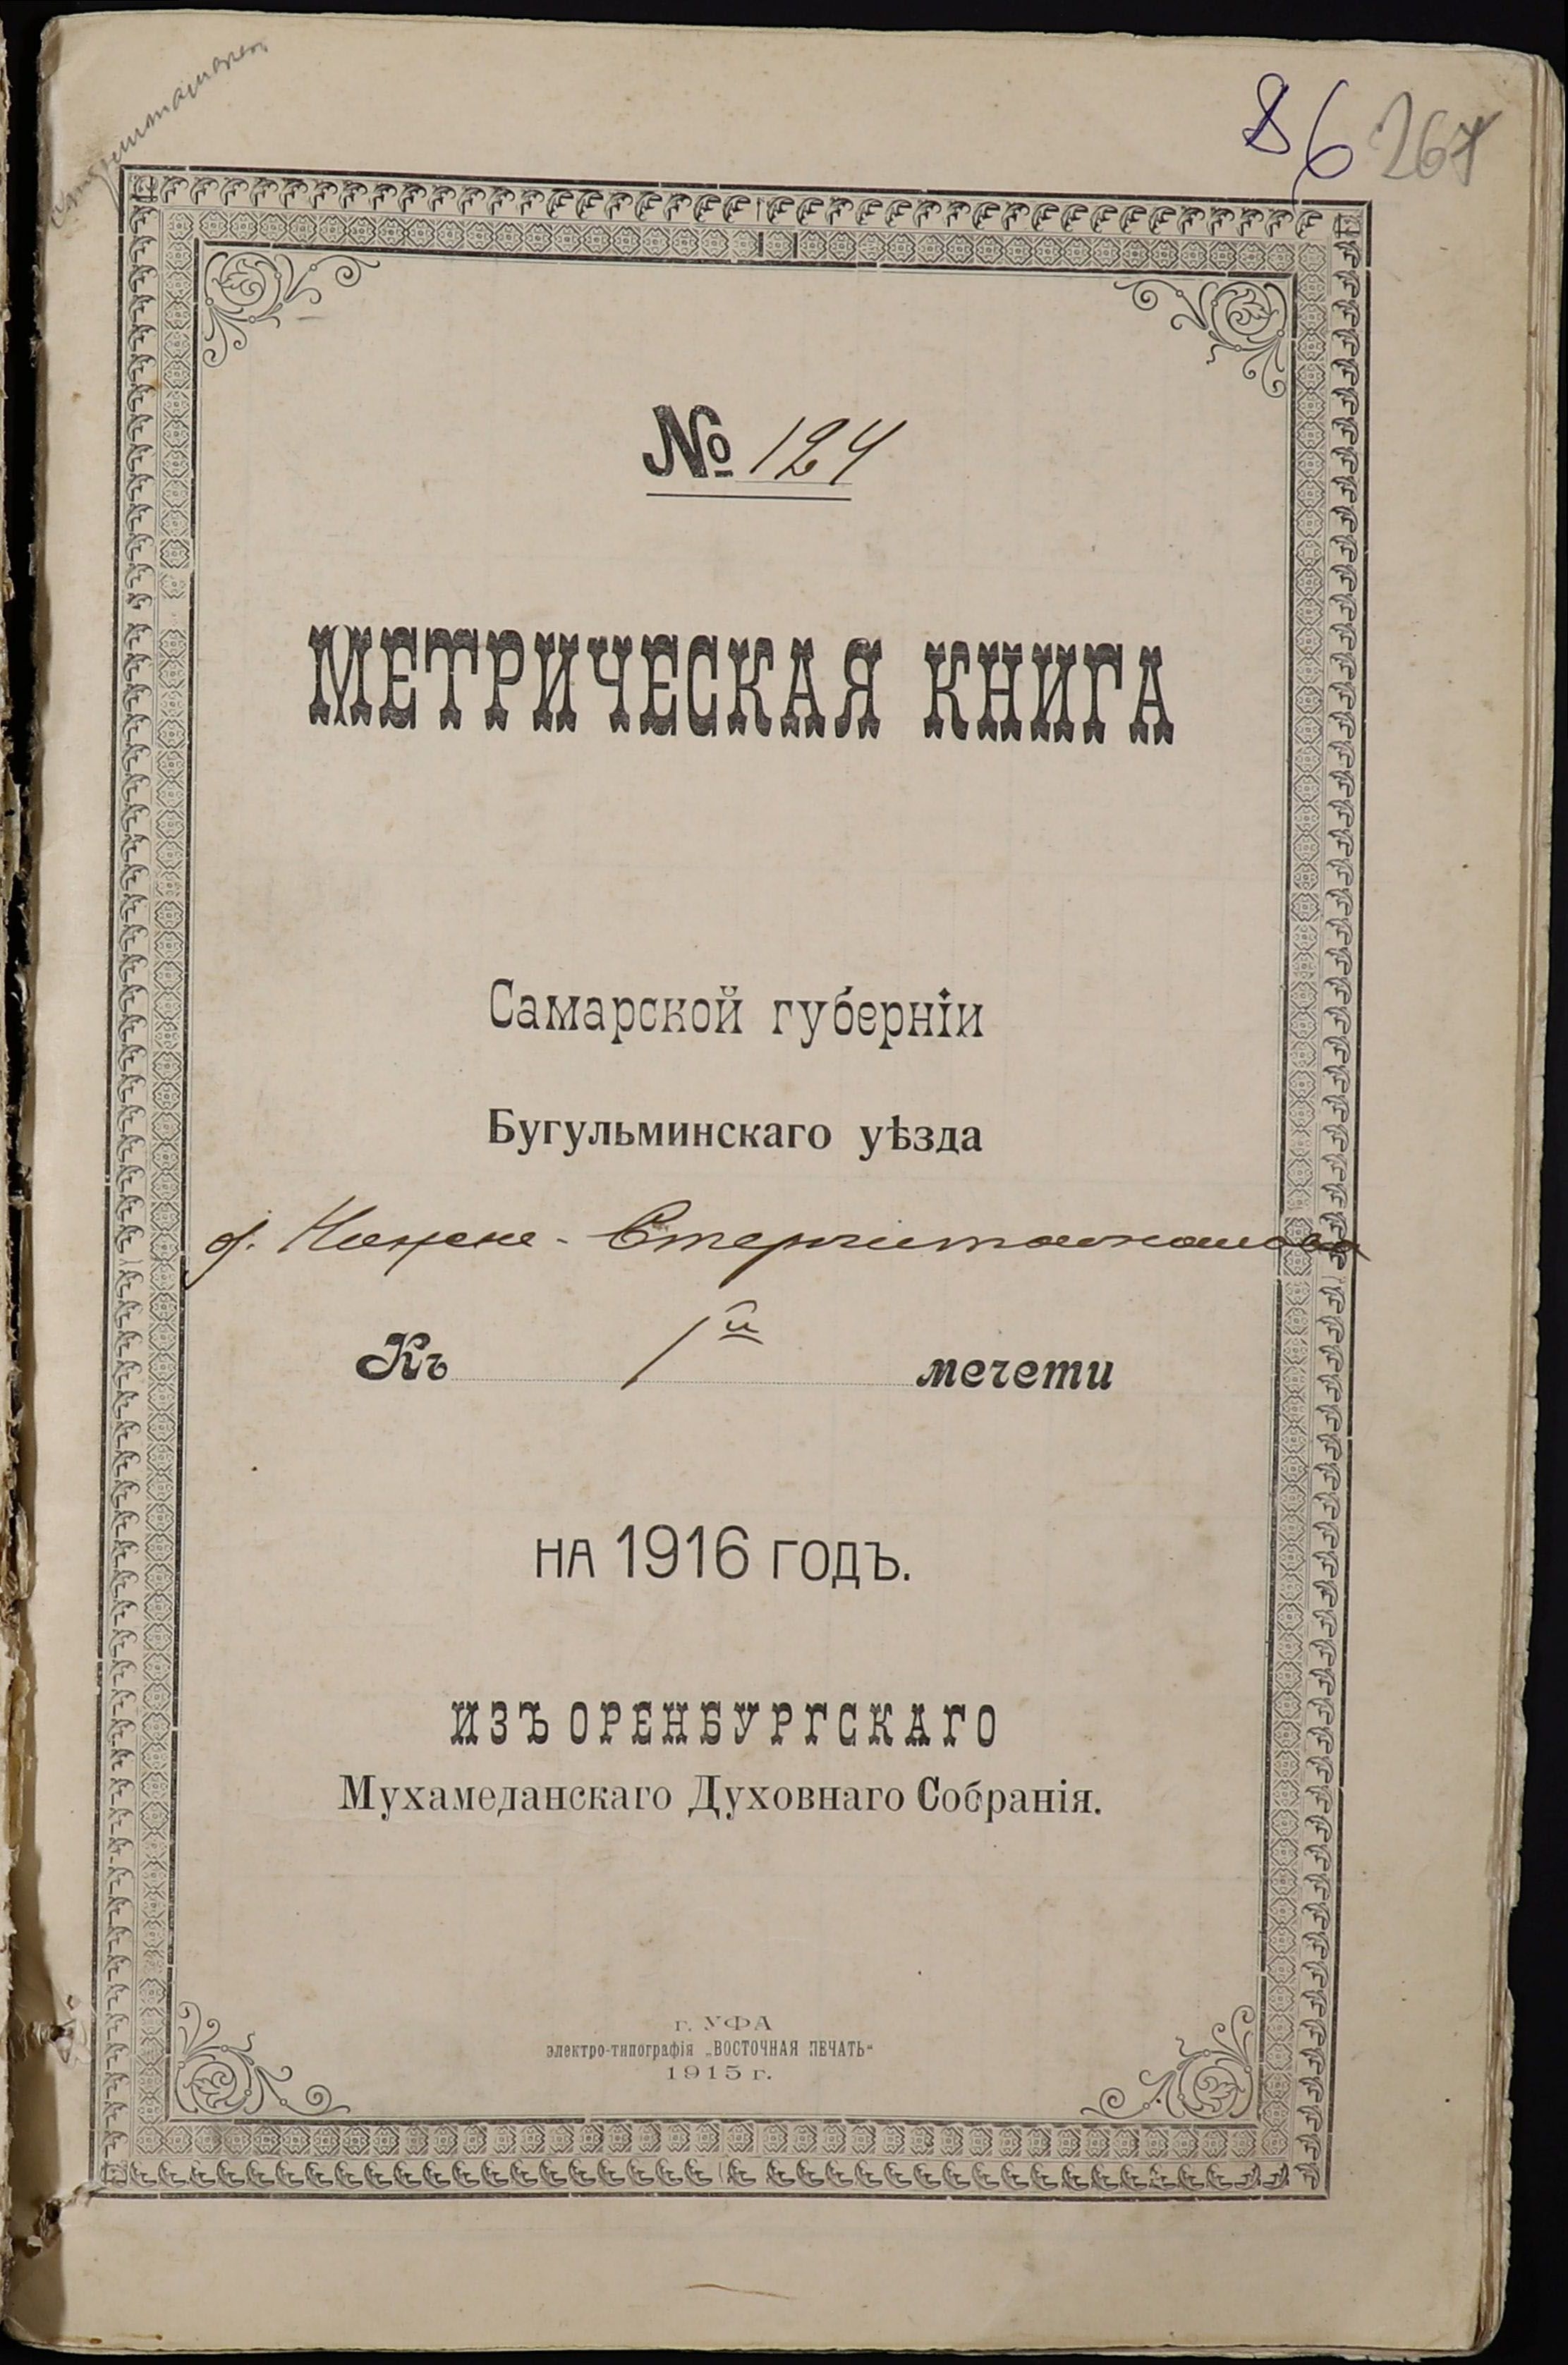 86 267
№ 124
МЕТРИЧЕСКАЯ КНИГА
Самарской губерніи
Бугульминскаго уѣзда
д. Нижне-
Къ 1й мечети
НА 1916 ГОДЪ.
ИЗЪ ОРЕНБУРГСКАГО
Мухамеданскаго Духовнаго Собранія.
г. УФА
электро-типографія „ВОСТОЧНАЯ ПЕЧАТЬ“
1915 г.